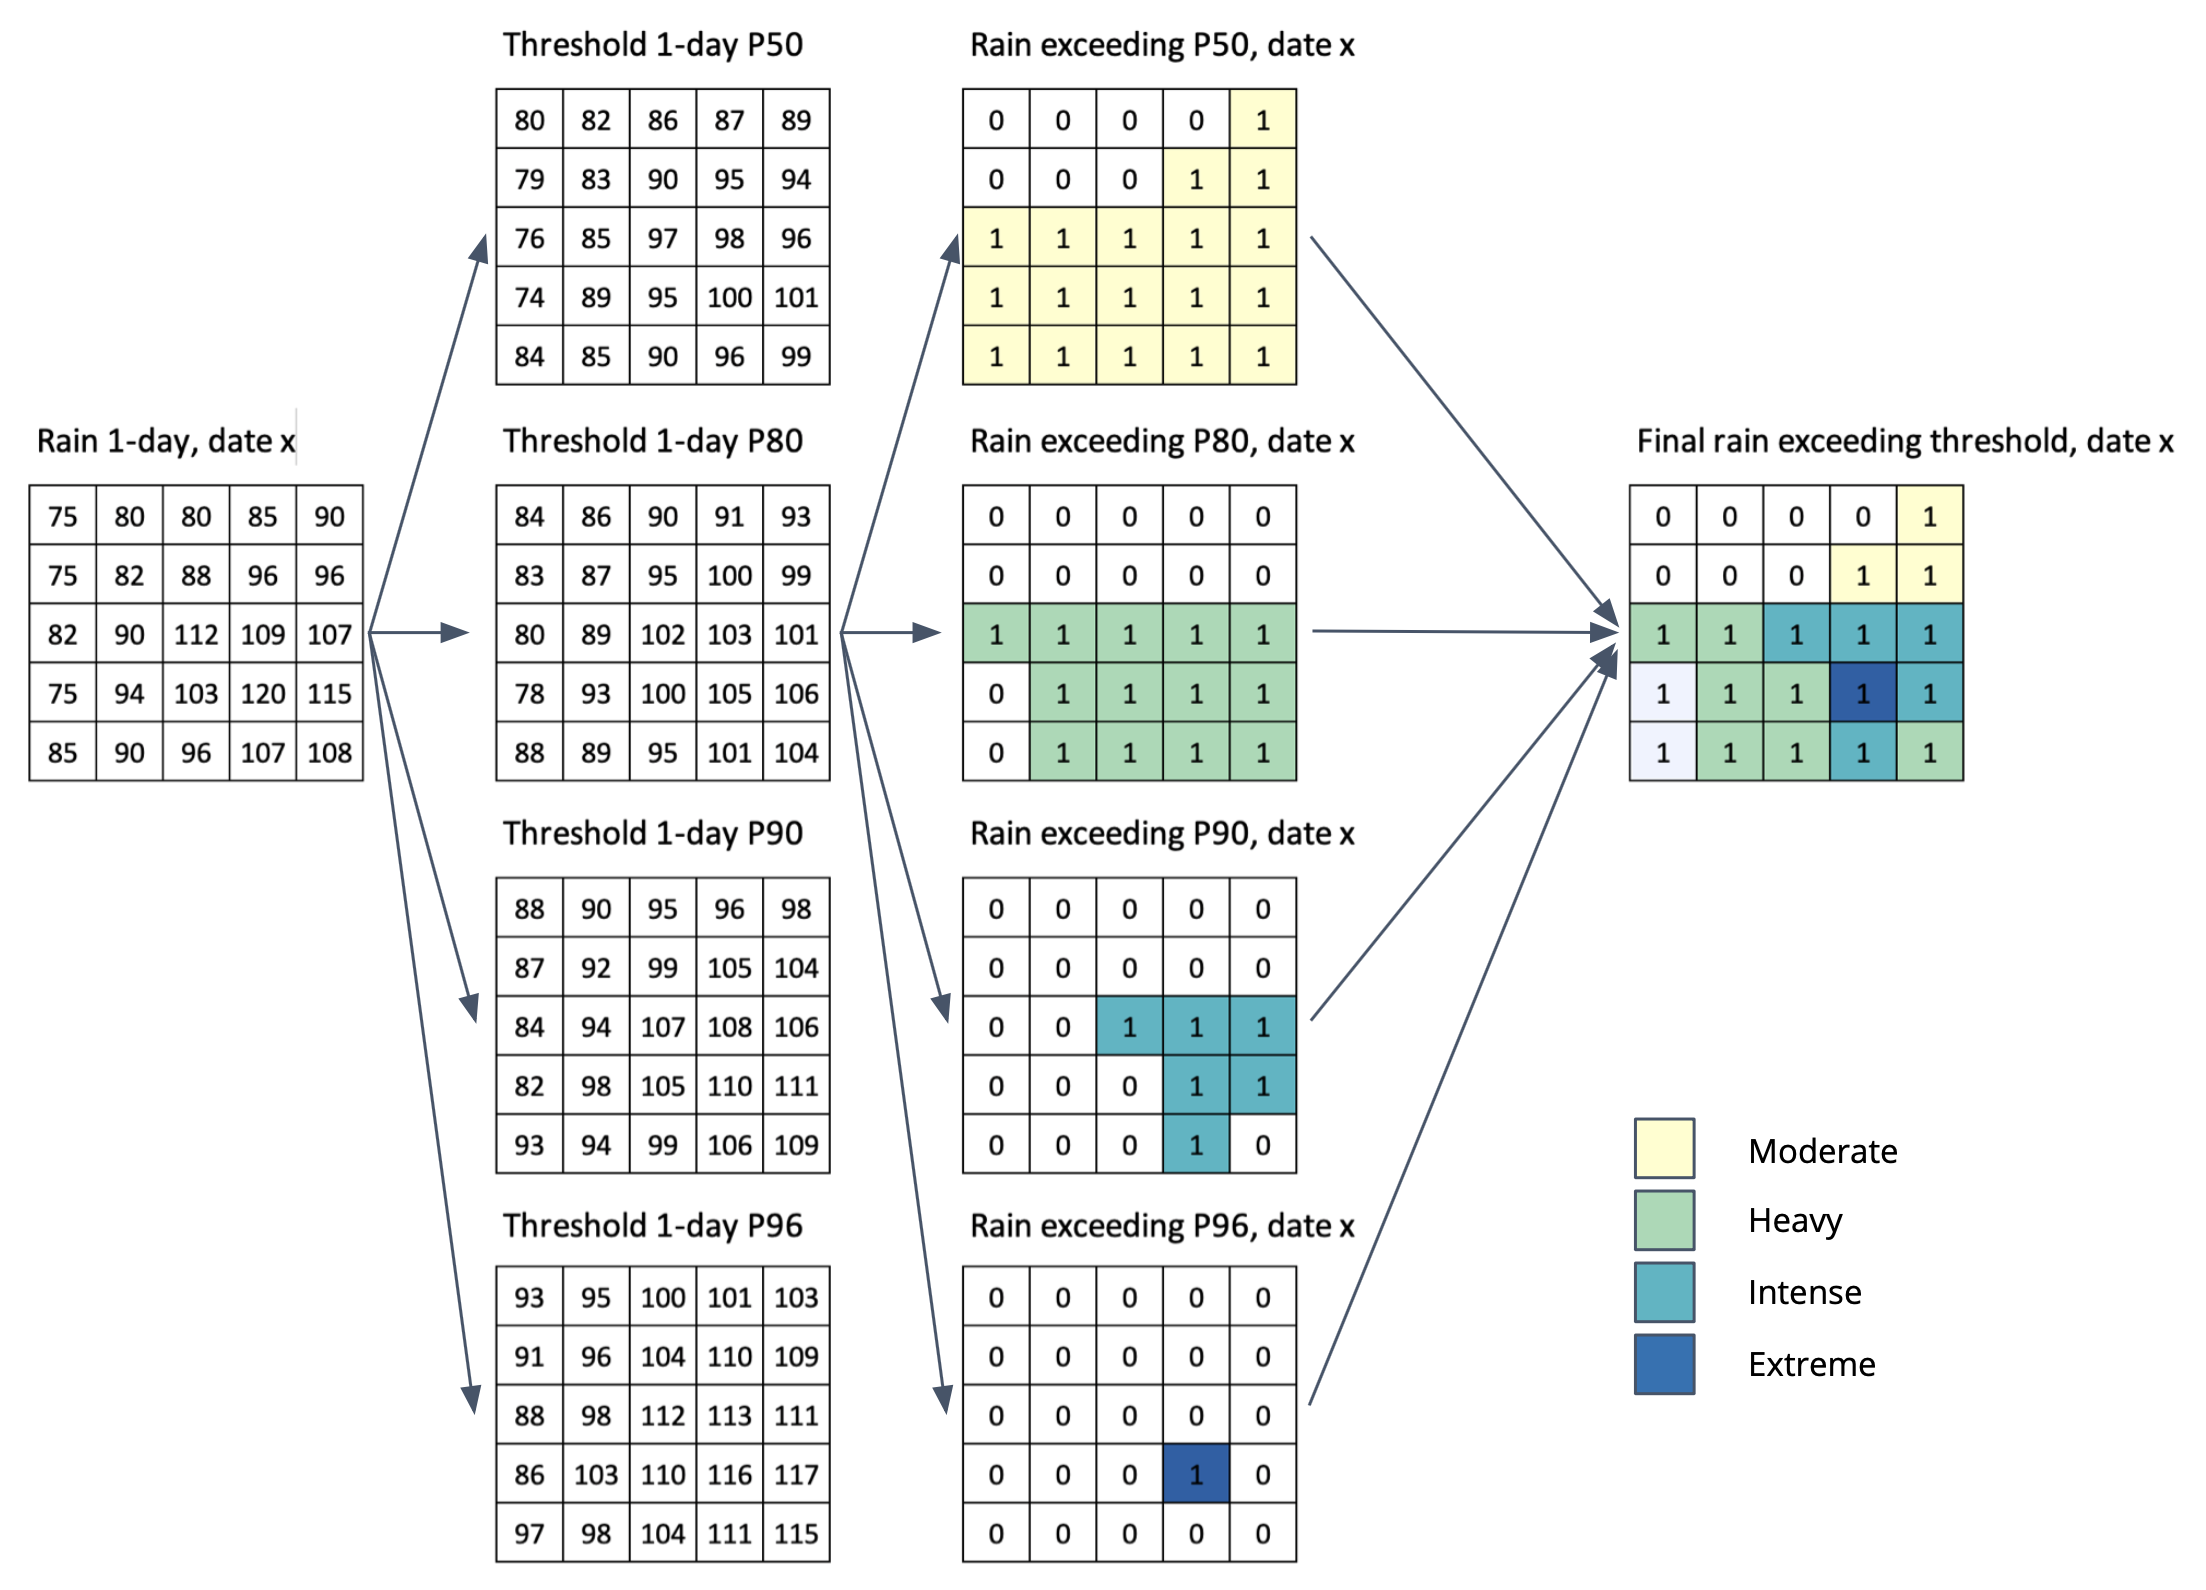 Threshold 1-day P50
80 82 86 87 89
79 83 90 95 94
76 85 97 98 96
74 89 95 100 101
84 85 90 96 99
Rain exceeding P50, date x
0 0 0 0 1
0 0 0 1 1
1 1 1 1 1
1 1 1 1 1
1 1 1 1 1
Rain 1-day, date x
75 80 80 85 90
75 82 88 96 96
82 90 112 109 107
75 94 103 120 115
85 90 96 107 108
Threshold 1-day P80
84 86 90 91 93
83 87 95 100 99
80 89 102 103 101
78 93 100 105 106
88 89 95 101 104
Rain exceeding P80, date x
0 0 0 0 0
0 0 0 0 0
1 1 1 1 1
0 1 1 1 1
0 1 1 1 1
Final rain exceeding threshold, date x
0 0 0 0 1
0 0 0 1 1
1 1 1 1 1
1 1 1 1 1
1 1 1 1 1
Threshold 1-day P90
88 90 95 96 98
87 92 99 105 104
84 94 107 108 106
82 98 105 110 111
93 94 99 106 109
Rain exceeding P90, date x
0 0 0 0 0
0 0 0 0 0
0 0 1 1 1
0 0 0 1 1
0 0 0 1 0
Threshold 1-day P96
93 95 100 101 103
91 96 104 110 109
88 98 112 113 111
86 103 110 116 117
97 98 104 111 115
Rain exceeding P96, date x
0 0 0 0 0
0 0 0 0 0
0 0 0 0 0
0 0 0 1 0
0 0 0 0 0
Moderate
Heavy
Intense
Extreme